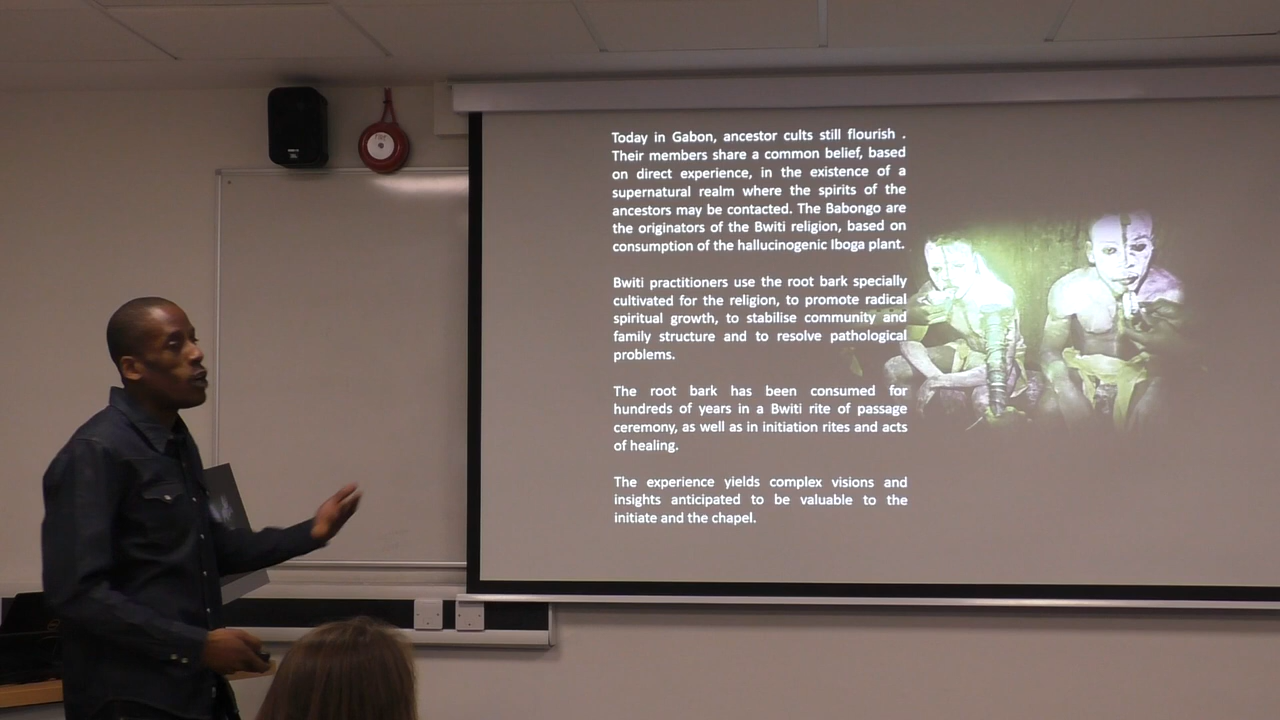 Today in Gabon, ancestor cults still flourish .
Their members share a common belief, based
on direct experience, in the existence of a
supernatural realm where the spirits of the
ancestors may be contacted. The Babongo are
the originators of the Bwiti religion, based on
consumption of the hallucinogenic Iboga plant.
Bwiti practitioners use the root bark specially
cultivated for the religion, to promote radical
spiritual growth, to stabilise community and
family structure and to resolve pathological
problems.
The root bark has been consumed for
hundreds of years in a Bwiti rite of passage
ceremony, as well as in initiation rites and acts
of healing.
The experience yields complex visions and
insights anticipated to be valuable to the
initiate and the chapel.